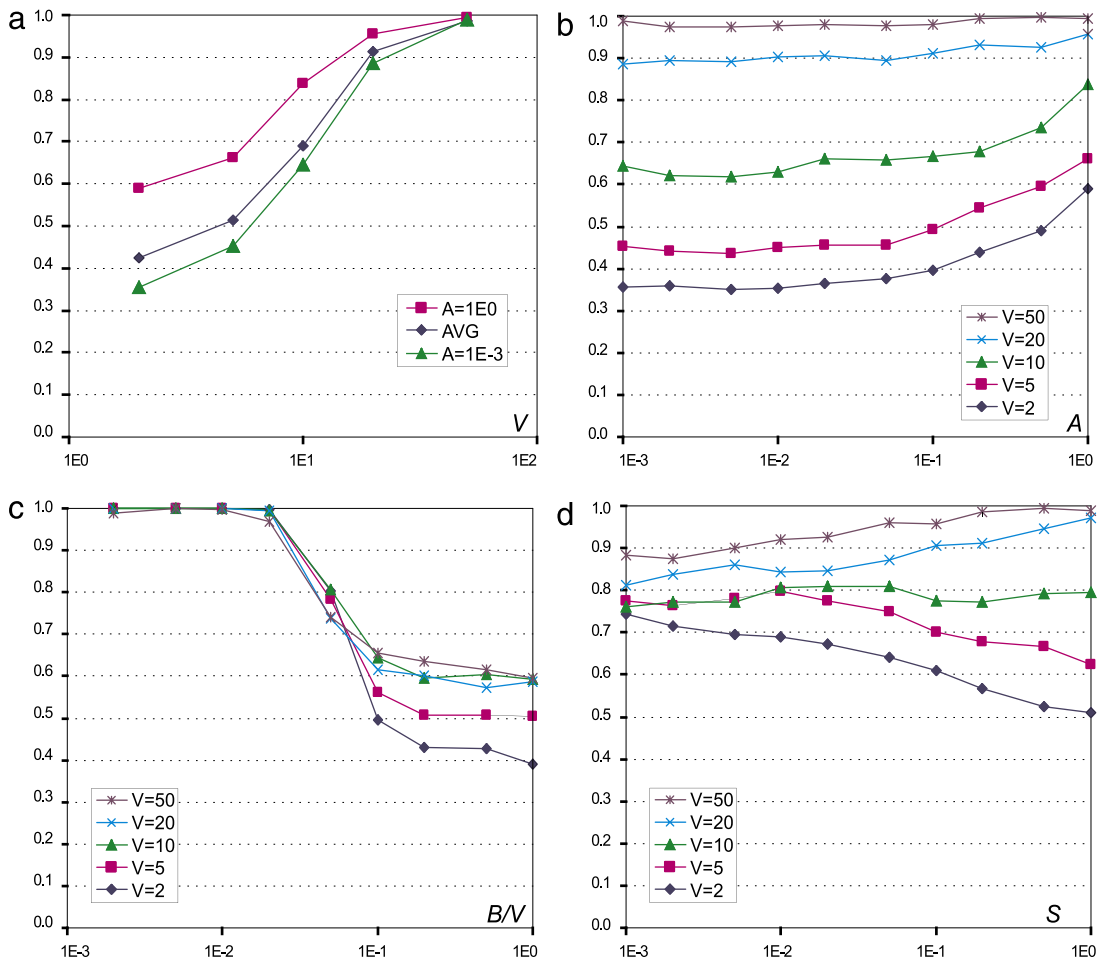 a
1.0
0.9
0.8
0.7
0.6
0.5
0.4
0.3
0.2
0.1
0.0
1E0
1E1
1E2
A=1E0
AVG
A=1E-3
V
b
1.0
0.9
0.8
0.7
0.6
0.5
0.4
0.3
0.2
0.1
0.0
1E-3
1E-2
1E-1
1E0
V=50
V=20
V=10
V=5
V=2
A
c
1.0
0.9
0.8
0.7
0.6
0.5
0.4
0.3
0.2
0.1
0.0
1E-3
1E-2
1E-1
1E0
V=50
V=20
V=10
V=5
V=2
B/V
d
1.0
0.9
0.8
0.7
0.6
0.5
0.4
0.3
0.2
0.1
0.0
1E-3
1E-2
1E-1
1E0
V=50
V=20
V=10
V=5
V=2
S